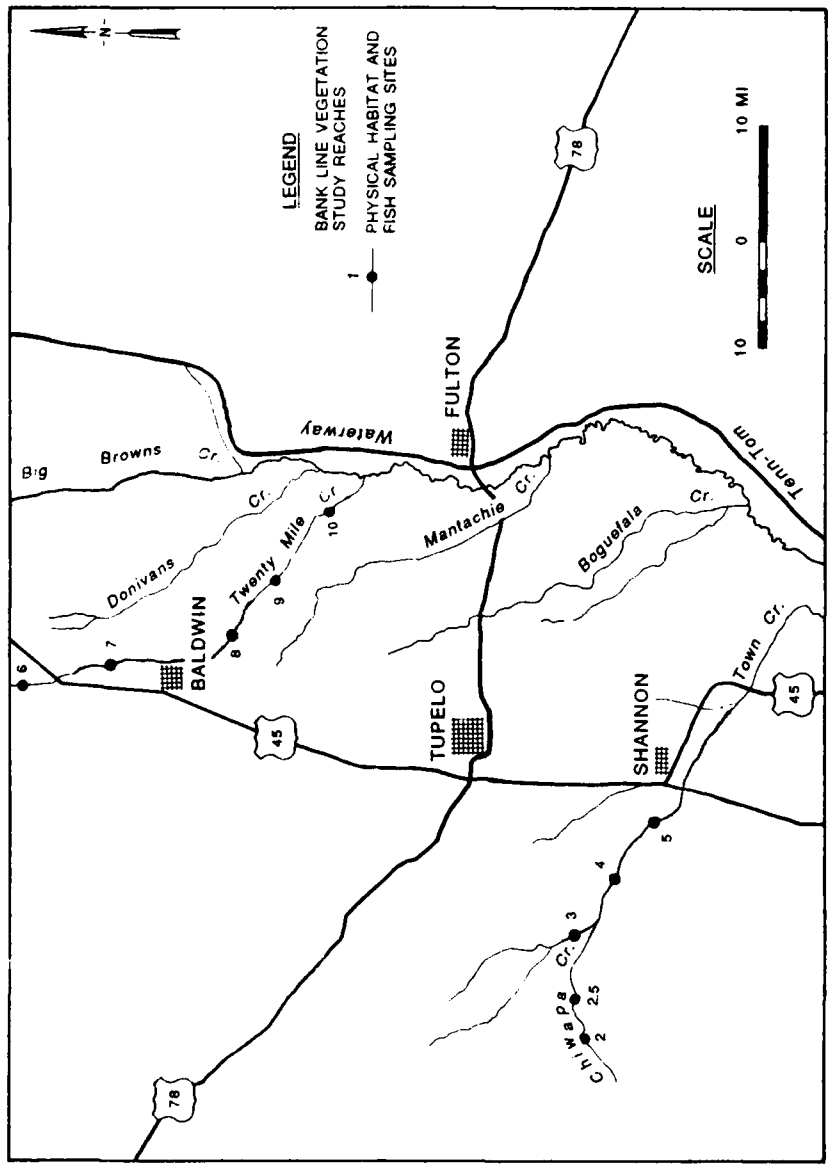 N
LEGEND
BANK LINE VEGETATION
STUDY REACHES
1
PHYSICAL HABITAT AND
FISH SAMPLING SITES
78
SCALE
10 0 10 MI
Big Browns Cr.
Waterway
FULTON
Donivans Cr.
Twenty Mile Cr
10
9
8
7
6
BALDWIN
Mantachie Cr.
Boguefala Cr.
Tenn-Tom
45
TUPELO
SHANNON
Town Cr.
45
5
4
3
2.5
2
Chiwapa Cr.
78